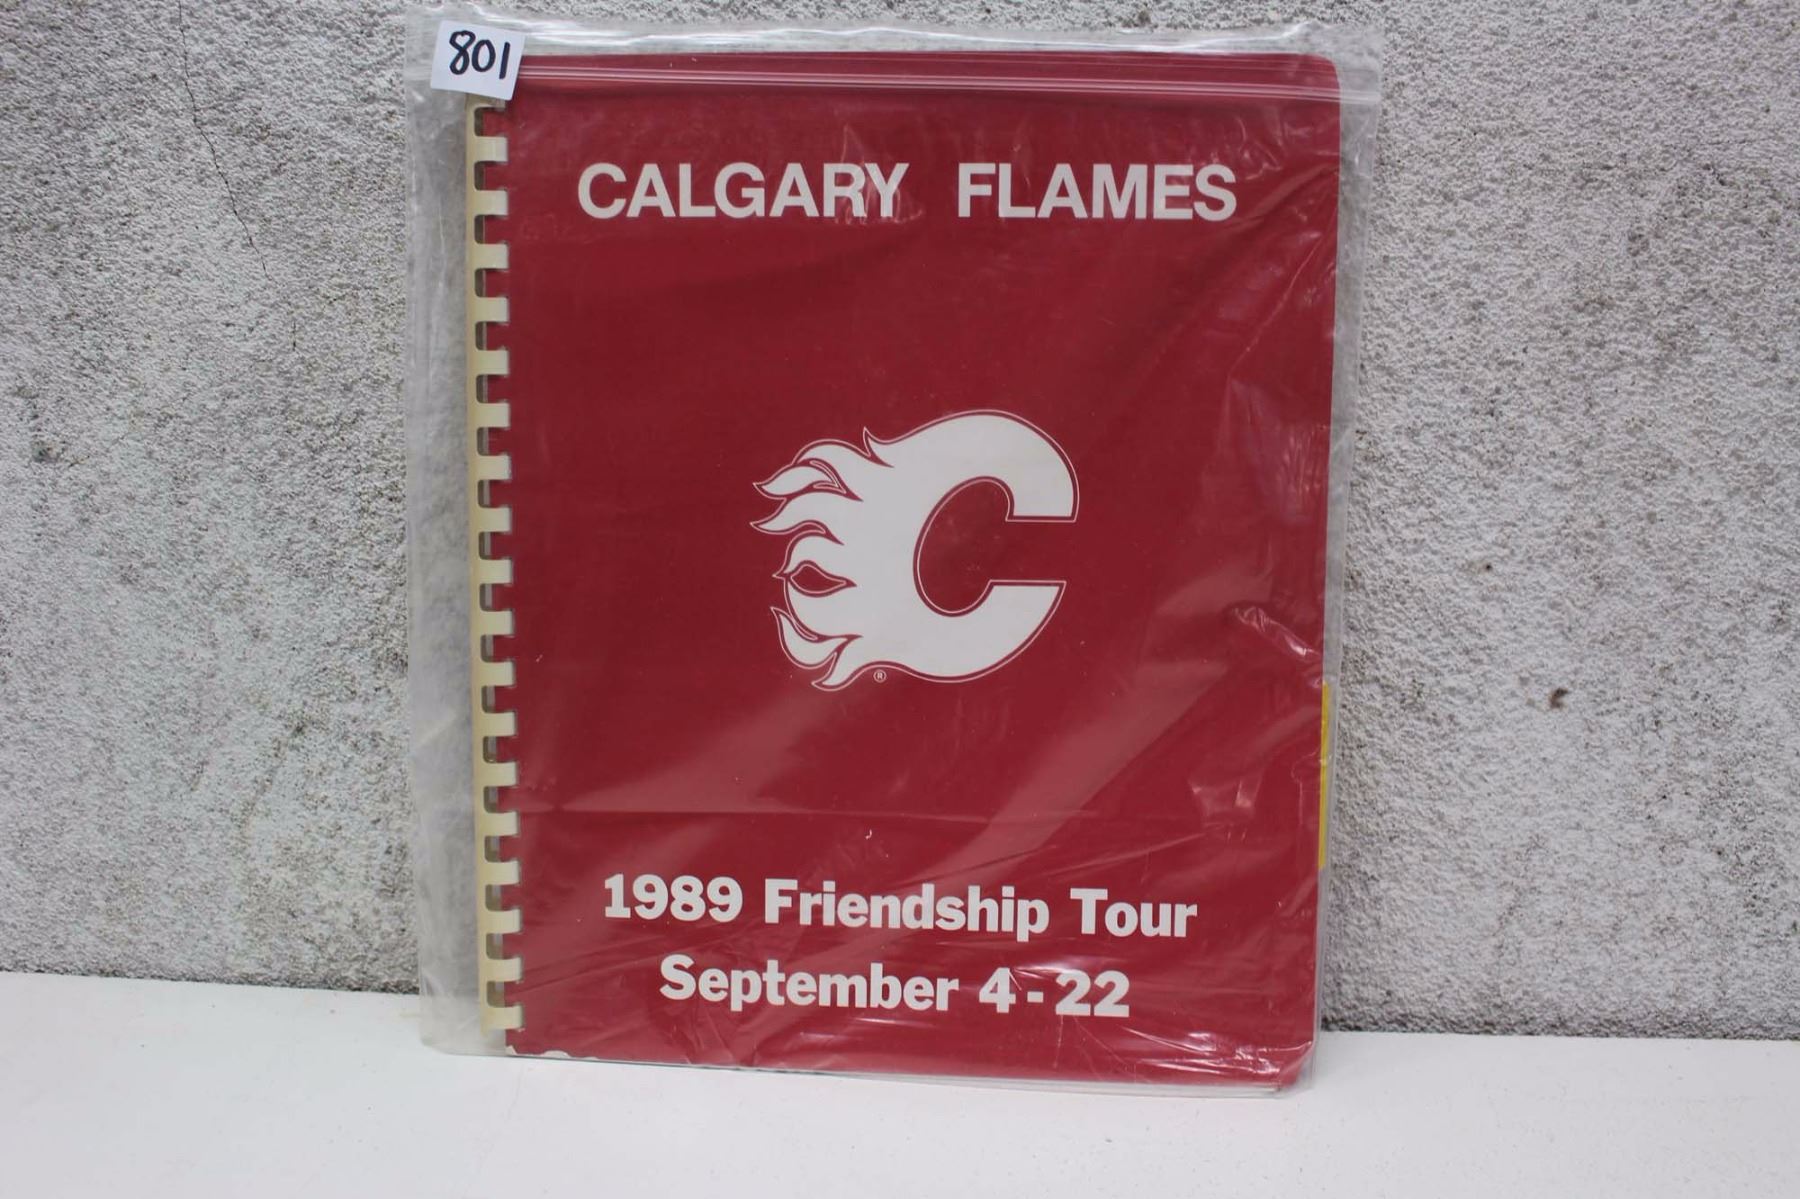 801
CALGARY FLAMES
C
®
1989 Friendship Tour
September 4-22